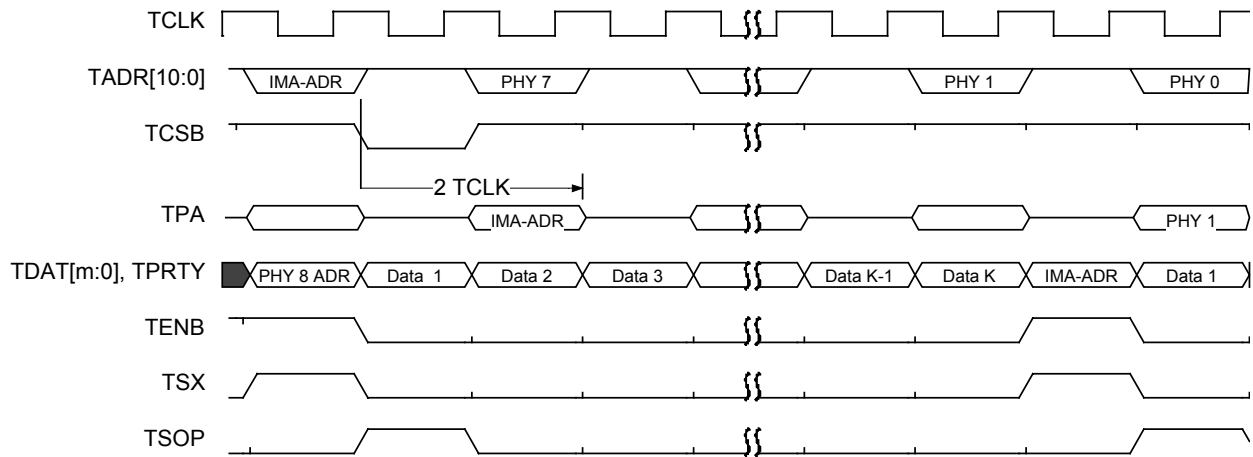 TCLK
TADR[10:0] IMA-ADR PHY 7 PHY 1 PHY 0
TCSB
2 TCLK
TPA IMA-ADR PHY 1
TDAT[m:0], TPRTY PHY 8 ADR Data 1 Data 2 Data 3 Data K-1 Data K IMA-ADR Data 1
TENB
TSX
TSOP